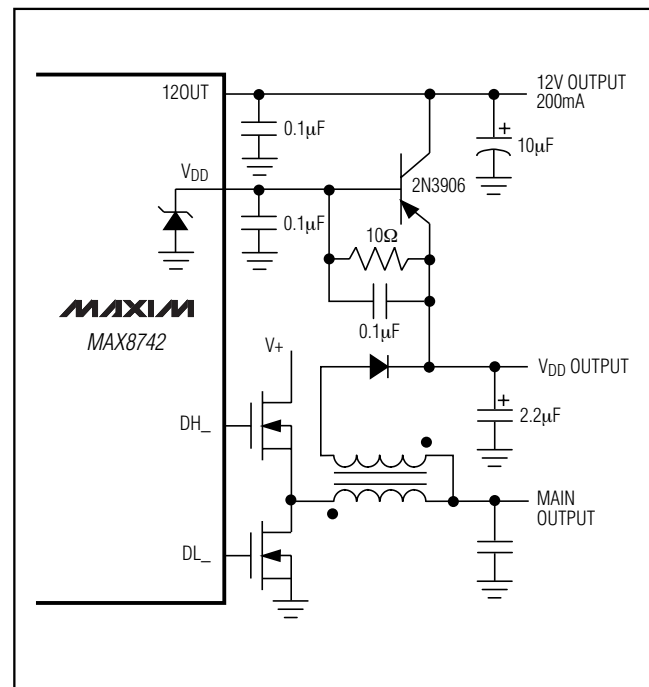 12OUT
12V OUTPUT
200mA
0.1µF
+
10µF
VDD
2N3906
0.1µF
10Ω
0.1µF
MAXIM
MAX8742
V+
VDD OUTPUT
+
2.2µF
DH_
MAIN
OUTPUT
DL_